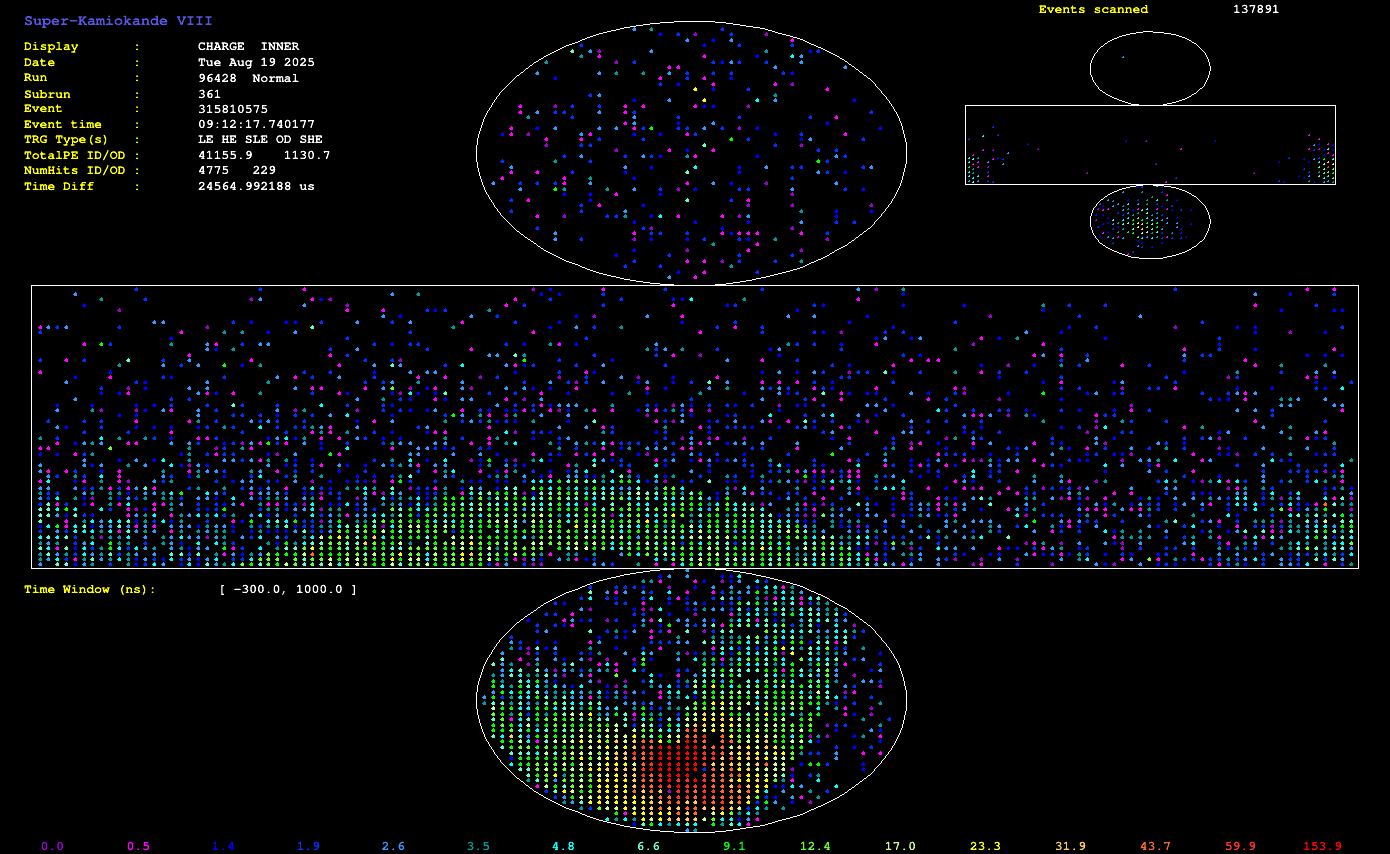 Super-Kamiokande VIII
Events scanned 137891
Display : CHARGE INNER
Date : Tue Aug 19 2025
Run : 96428 Normal
Subrun : 361
Event : 315810575
Event time : 09:12:17.740177
TRG Type(s) : LE HE SLE OD SHE
TotalPE ID/OD : 41155.9 1130.7
NumHits ID/OD : 4775 229
Time Diff : 24564.992188 us
Time Window (ns): [ -300.0, 1000.0 ]
0.0 0.5 1.4 1.9 2.6 3.5 4.8 6.6 9.1 12.4 17.0 23.3 31.9 43.7 59.9 153.9